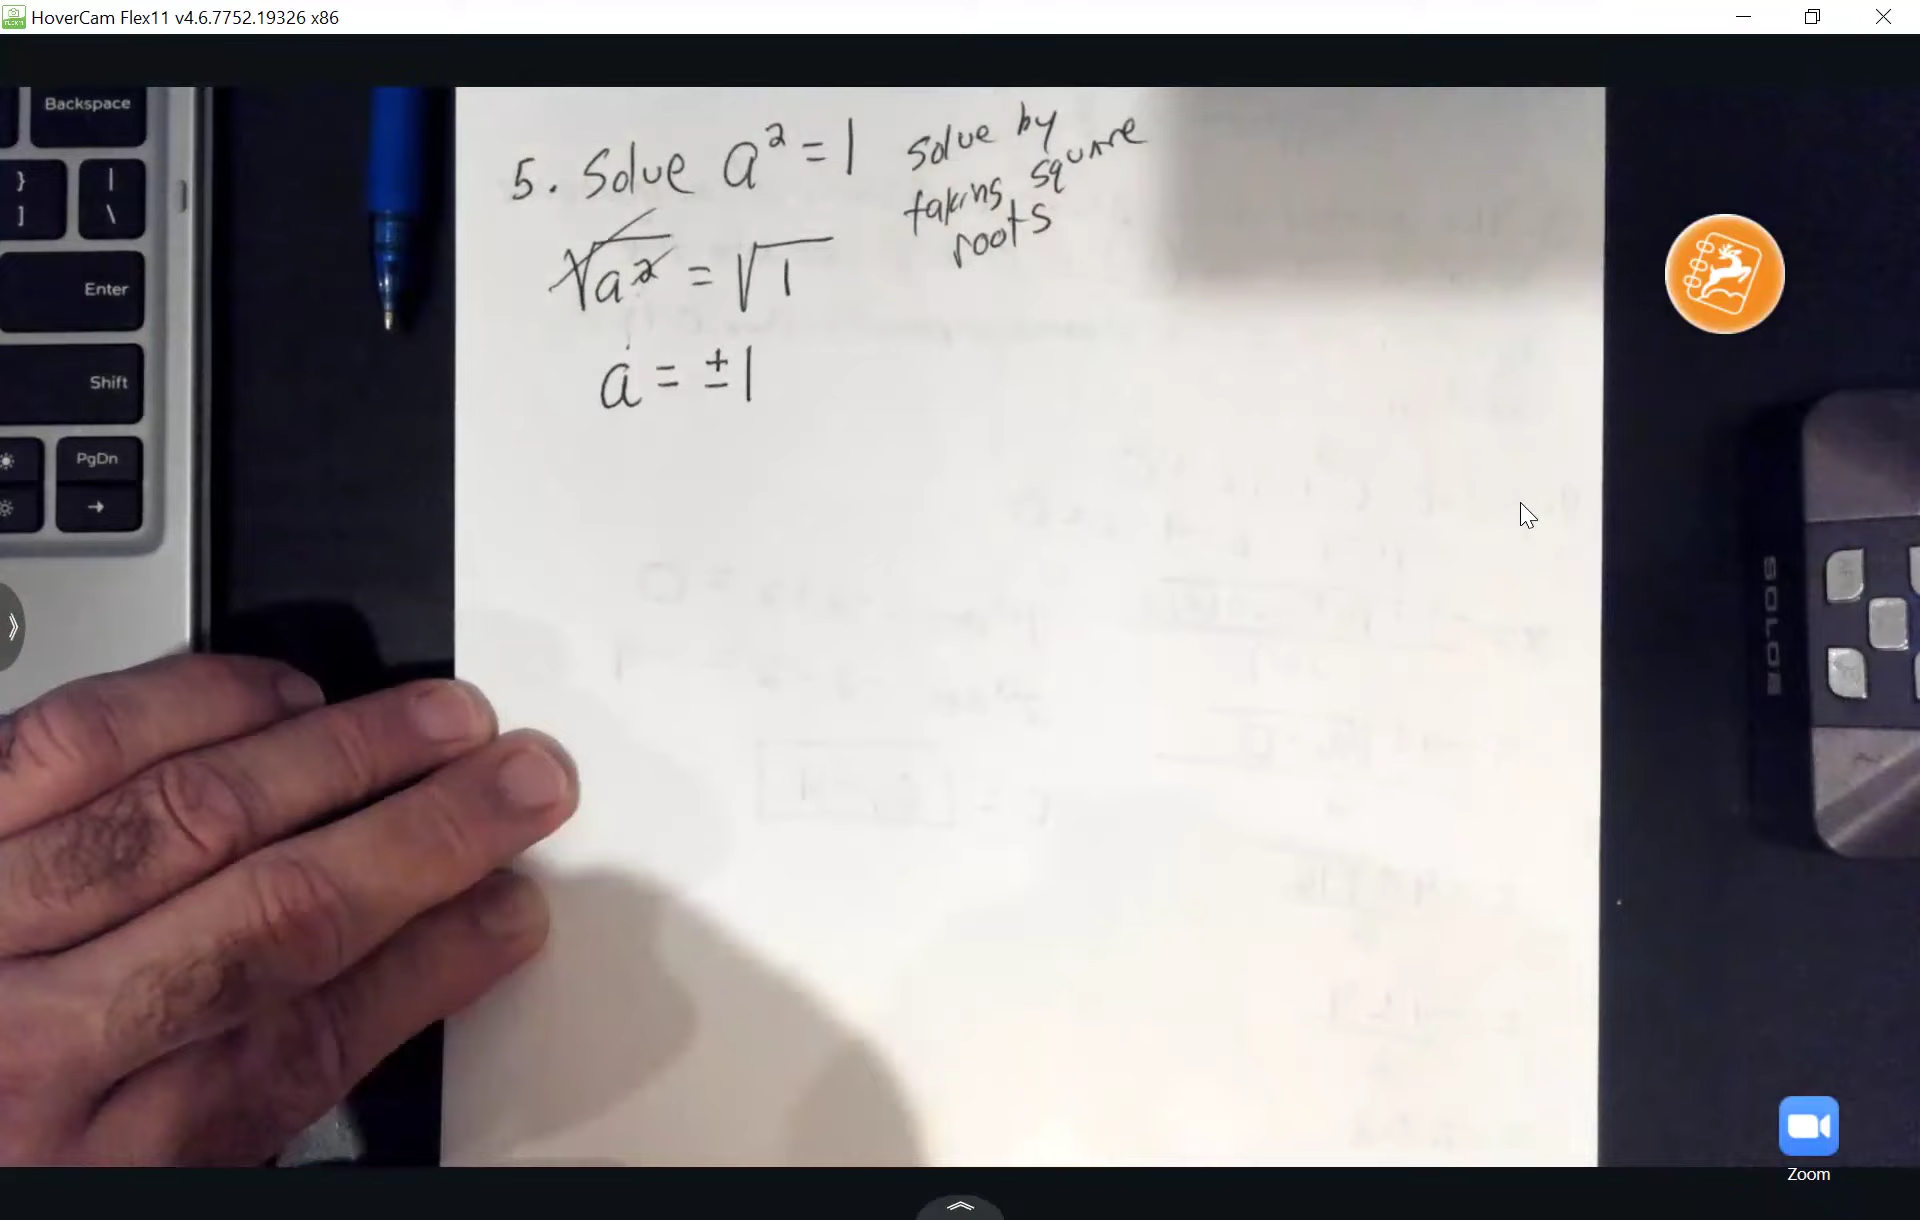 HoverCam Flex11 v4.6.7752.19326 x86
Backspace
}
]
|
\
Enter
Shift
PgDn
5. Solve a² = 1
solve by
taking square
roots
√a² = √1
a = ±1
SOLOS
Zoom